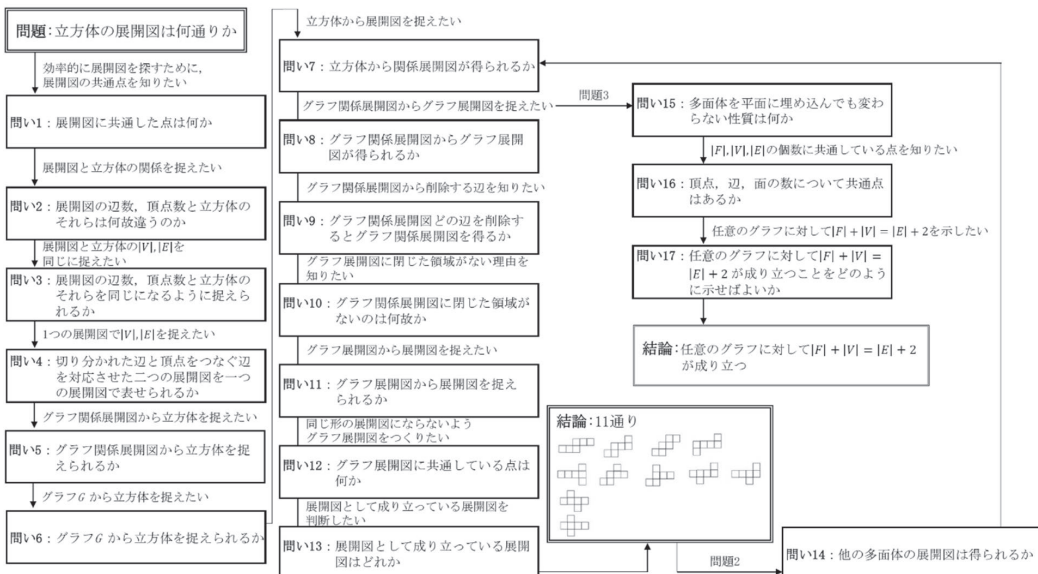 問題:立方体の展開図は何通りか
効率的に展開図を探すために,
展開図の共通点を知りたい
問い1：展開図に共通した点は何か
展開図と立方体の関係を捉えたい
問い2：展開図の辺数，頂点数と立方体の
それらは何故違うのか
展開図と立方体の|V|,|E|を
同じに捉えたい
問い3：展開図の辺数，頂点数と立方体の
それらを同じになるように捉えら
れるか
1つの展開図で|V|,|E|を捉えたい
問い4：切り分かれた辺と頂点をつなぐ辺
を対応させた二つの展開図を一つ
の展開図で表せられるか
グラフ関係展開図から立方体を捉えたい
問い5：グラフ関係展開図から立方体を捉
えられるか
グラフG から立方体を捉えたい
問い6：グラフG から立方体を捉えられるか
立方体から展開図を捉えたい
問い7：立方体から関係展開図が得られるか
グラフ関係展開図からグラフ展開図を捉えたい
問い8：グラフ関係展開図からグラフ展開
図が得られるか
グラフ関係展開図から削除する辺を知りたい
問い9：グラフ関係展開図どの辺を削除す
るとグラフ関係展開図を得るか
グラフ展開図に閉じた領域がない理由を
知りたい
問い10：グラフ関係展開図に閉じた領域が
ないのは何故か
グラフ展開図から展開図を捉えたい
問い11：グラフ展開図から展開図を捉え
られるか
同じ形の展開図にならないよう
グラフ展開図をつくりたい
問い12：グラフ展開図に共通している点は
何か
展開図として成り立っている展開図を
判断したい
問い13：展開図として成り立っている展開
図はどれか
結論:11通り
問題2
問い14：他の多面体の展開図は得られるか
問題3
問い15：多面体を平面に埋め込んでも変わ
らない性質は何か
|F|,|V|,|E|の個数に共通している点を知りたい
問い16：頂点，辺，面の数について共通点
はあるか
任意のグラフに対して|F| + |V| = |E| + 2を示したい
問い17：任意のグラフに対して|F| + |V| =
|E| + 2 が成り立つことをどのよう
に示せばよいか
結論:任意のグラフに対して|F| + |V| = |E| + 2
が成り立つ